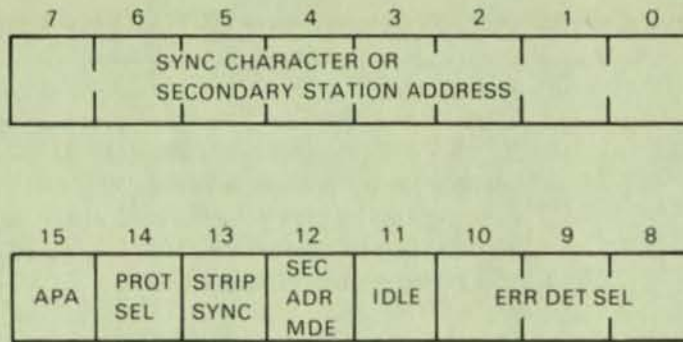 7 6 5 4 3 2 1 0
SYNC CHARACTER OR
SECONDARY STATION ADDRESS
15 14 13 12 11 10 9 8
APA PROT SEL STRIP SYNC SEC ADR MDE IDLE ERR DET SEL